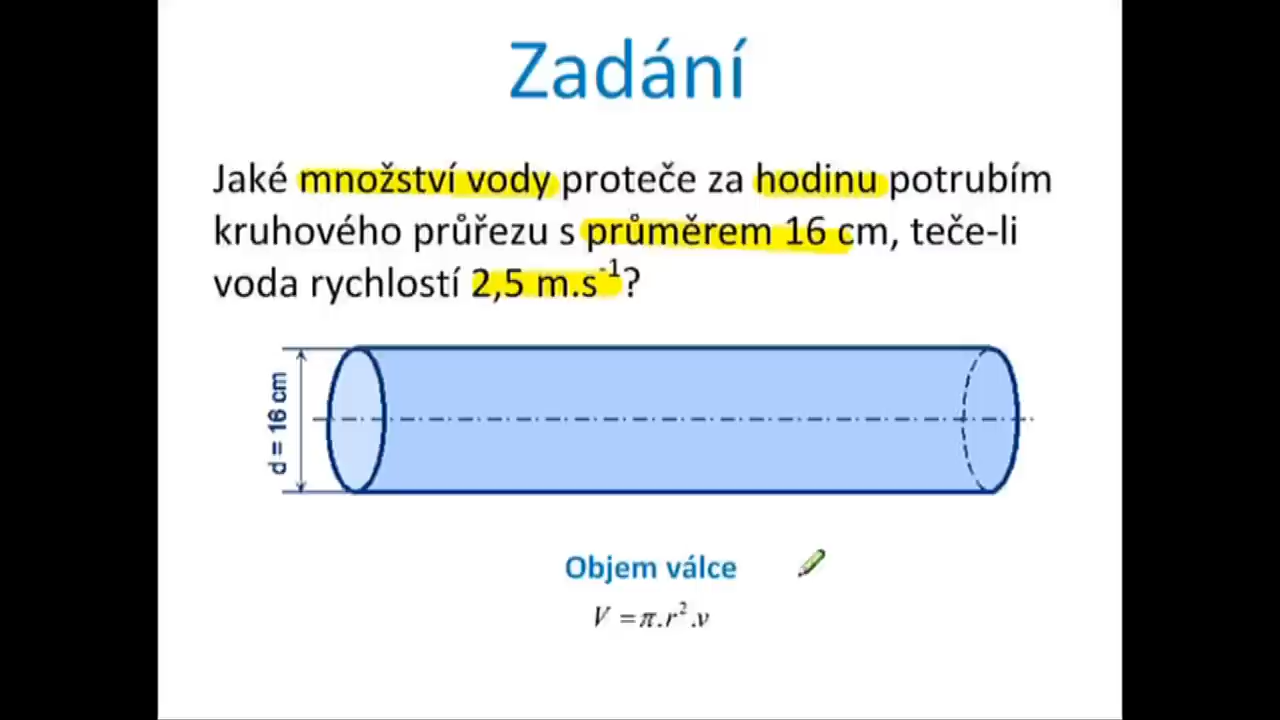 Zadání
Jaké množství vody proteče za hodinu potrubím
kruhového průřezu s průměrem 16 cm, teče-li
voda rychlostí 2,5 m.s⁻¹?
d = 16 cm
Objem válce
V = π.r².v